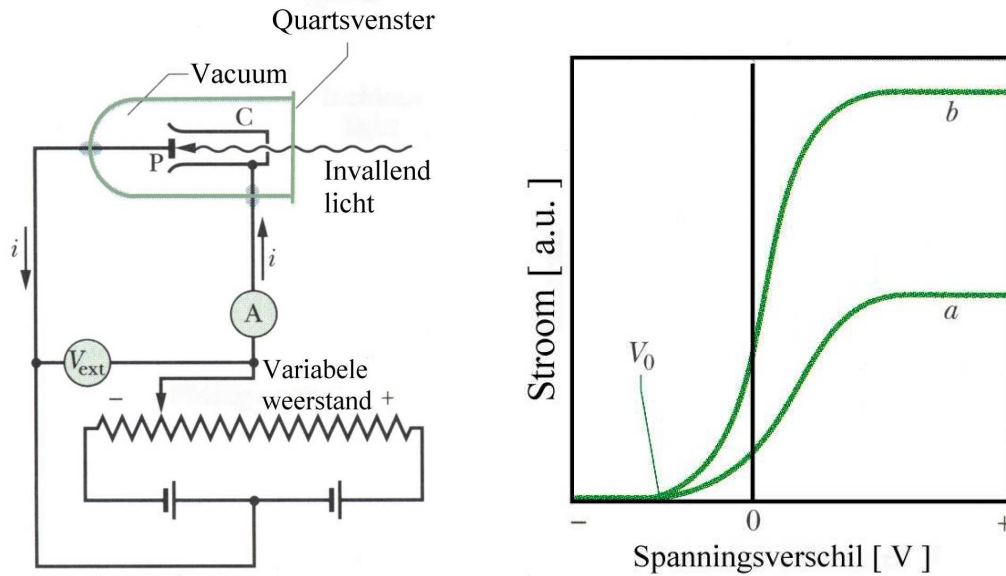 Quartsvenster
Vacuum
C
P
Invallend
licht
i
i
A
V_ext
Variabele
weerstand
-
+
Stroom [ a.u. ]
b
a
V_0
-
0
+
Spanningsverschil [ V ]